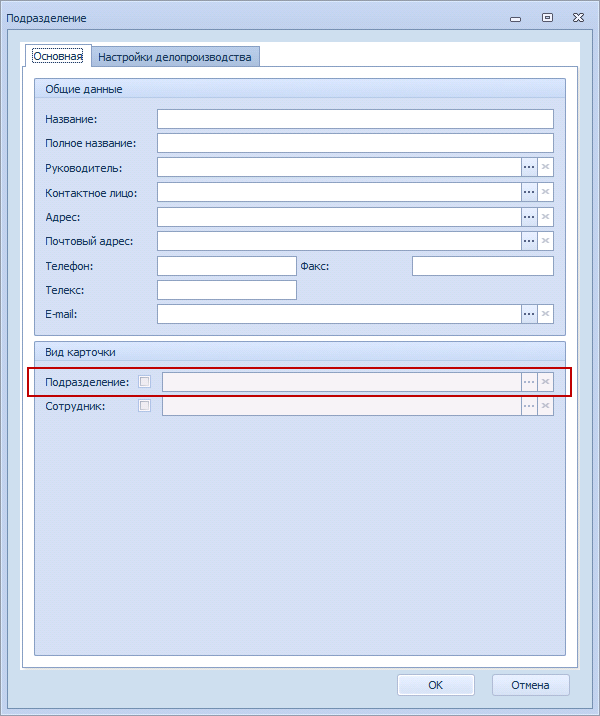 Подразделение
Основная Настройки делопроизводства
Общие данные
Название:
Полное название:
Руководитель:
Контактное лицо:
Адрес:
Почтовый адрес:
Телефон: Факс:
Телекс:
E-mail:
Вид карточки
Подразделение:
Сотрудник:
OK Отмена